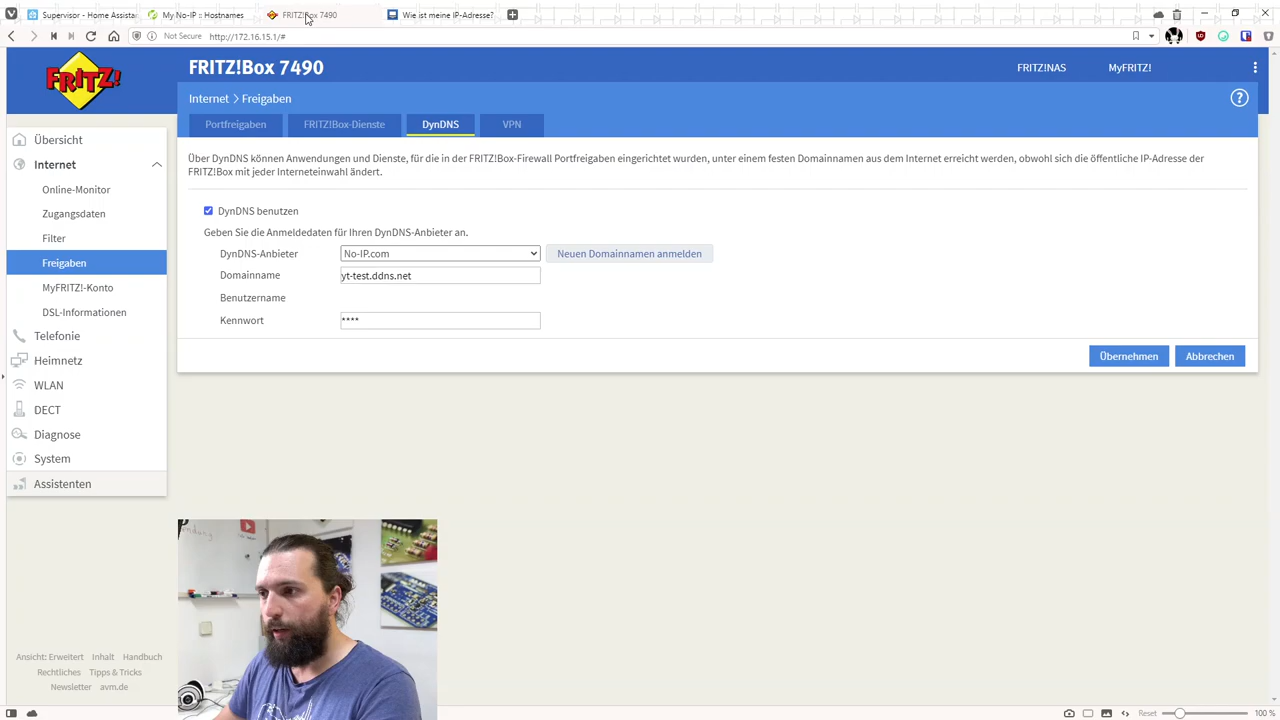 Supervisor - Home Assista
My No-IP :: Hostnames
FRITZ!Box 7490
Wie ist meine IP-Adresse?
Not Secure
http://172.16.15.1/#
FRITZ!
FRITZ!Box 7490
FRITZ!NAS
MyFRITZ!
Internet > Freigaben
Portfreigaben
FRITZ!Box-Dienste
DynDNS
VPN
Übersicht
Internet
Online-Monitor
Zugangsdaten
Filter
Freigaben
MyFRITZ!-Konto
DSL-Informationen
Telefonie
Heimnetz
WLAN
DECT
Diagnose
System
Assistenten
Über DynDNS können Anwendungen und Dienste, für die in der FRITZ!Box-Firewall Portfreigaben eingerichtet wurden, unter einem festen Domainnamen aus dem Internet erreicht werden, obwohl sich die öffentliche IP-Adresse der
FRITZ!Box mit jeder Interneteinwahl ändert.
DynDNS benutzen
Geben Sie die Anmeldedaten für Ihren DynDNS-Anbieter an.
DynDNS-Anbieter
No-IP.com
Neuen Domainnamen anmelden
Domainname
yt-test.ddns.net
Benutzername
Kennwort
****
Übernehmen
Abbrechen
Ansicht: Erweitert Inhalt Handbuch
Rechtliches Tipps & Tricks
Newsletter avm.de
Reset
100 %